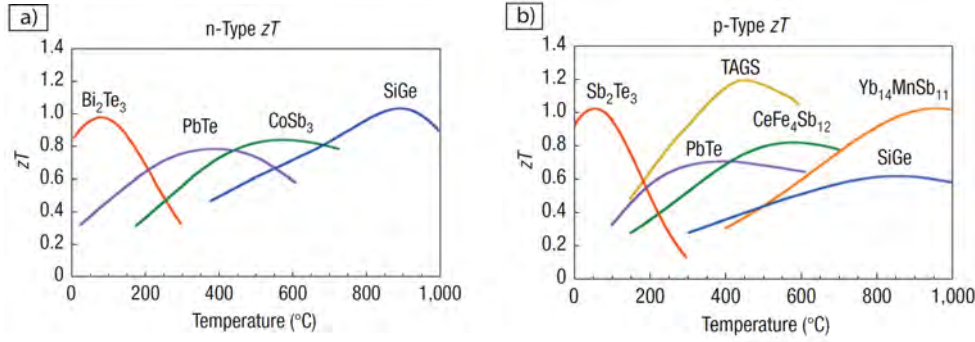 a)
n-Type zT
1.4
1.2
1.0
0.8
0.6
0.4
0.2
0
zT
Bi₂Te₃
PbTe
CoSb₃
SiGe
0 200 400 600 800 1,000
Temperature (°C)
b)
p-Type zT
1.4
1.2
1.0
0.8
0.6
0.4
0.2
0
zT
Sb₂Te₃
TAGS
Yb₁₄MnSb₁₁
CeFe₄Sb₁₂
PbTe
SiGe
0 200 400 600 800 1,000
Temperature (°C)